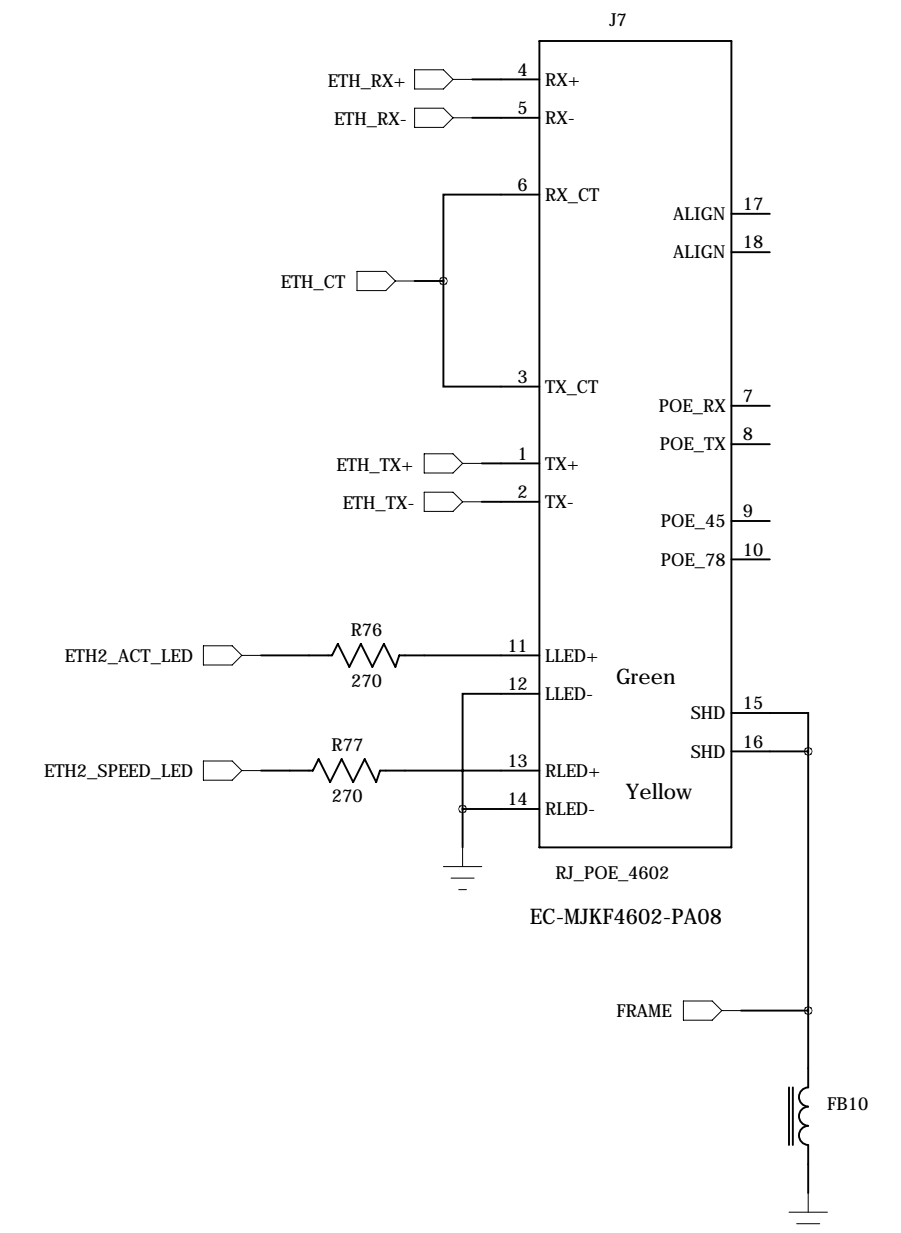 J7
ETH_RX+ 4 RX+
ETH_RX- 5 RX-
6 RX_CT
ALIGN 17
ALIGN 18
ETH_CT
3 TX_CT
POE_RX 7
POE_TX 8
ETH_TX+ 1 TX+
ETH_TX- 2 TX-
POE_45 9
POE_78 10
R76
ETH2_ACT_LED 11 LLED+
270
Green
12 LLED-
SHD 15
R77
SHD 16
ETH2_SPEED_LED 13 RLED+
270
Yellow
14 RLED-
RJ_POE_4602
EC-MJKF4602-PA08
FRAME
FB10